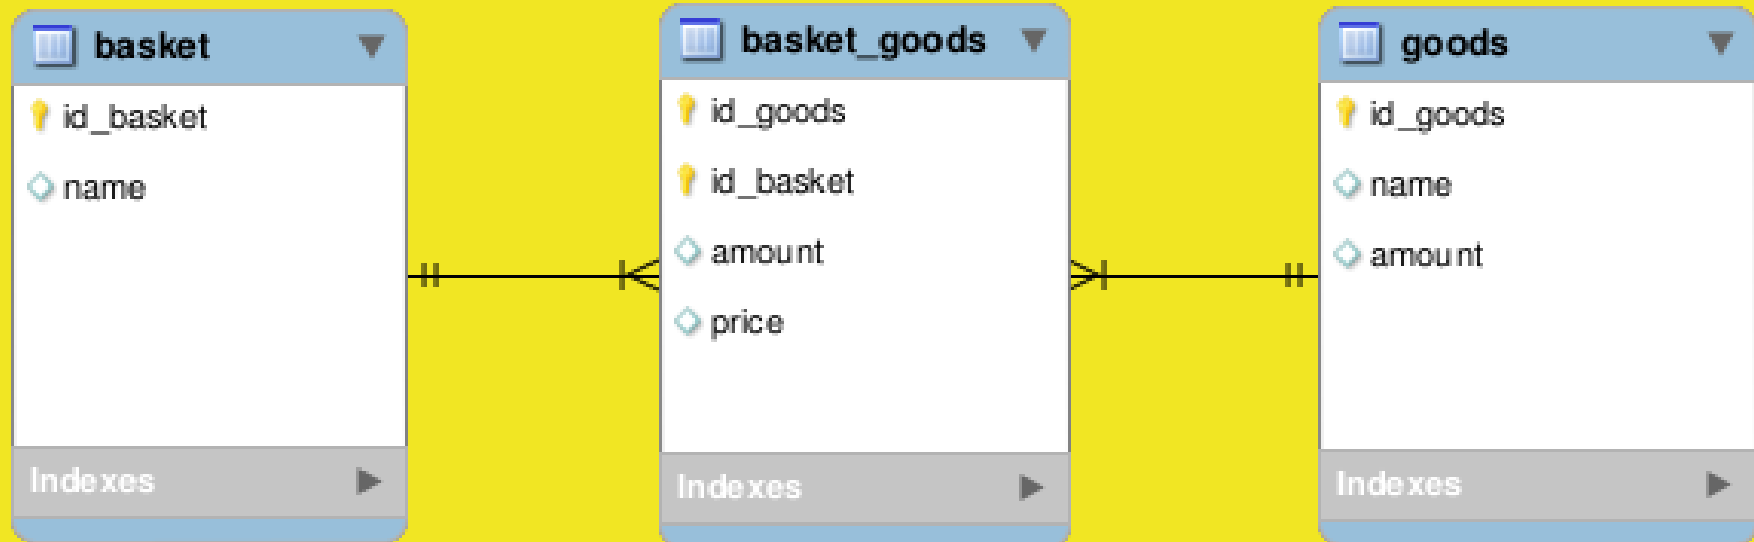 basket
id_basket
name
Indexes
basket_goods
id_goods
id_basket
amount
price
Indexes
goods
id_goods
name
amount
Indexes